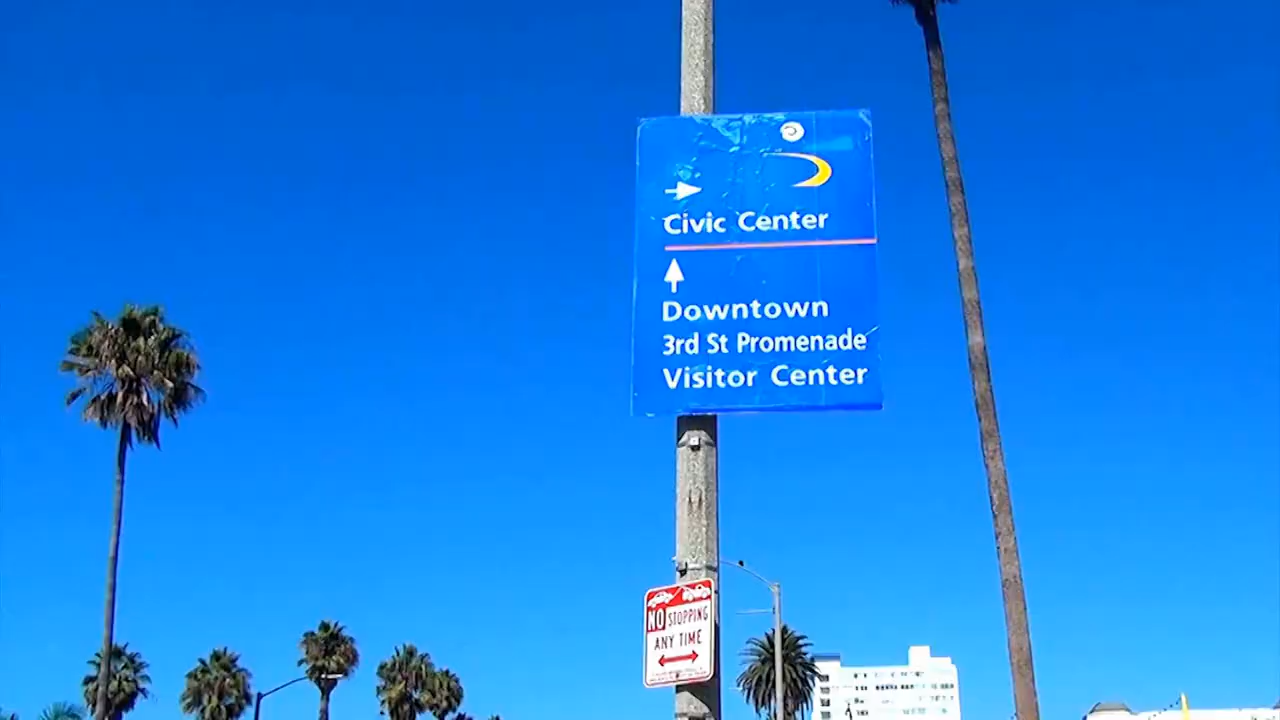 Civic Center
Downtown
3rd St Promenade
Visitor Center
NO STOPPING
ANY TIME